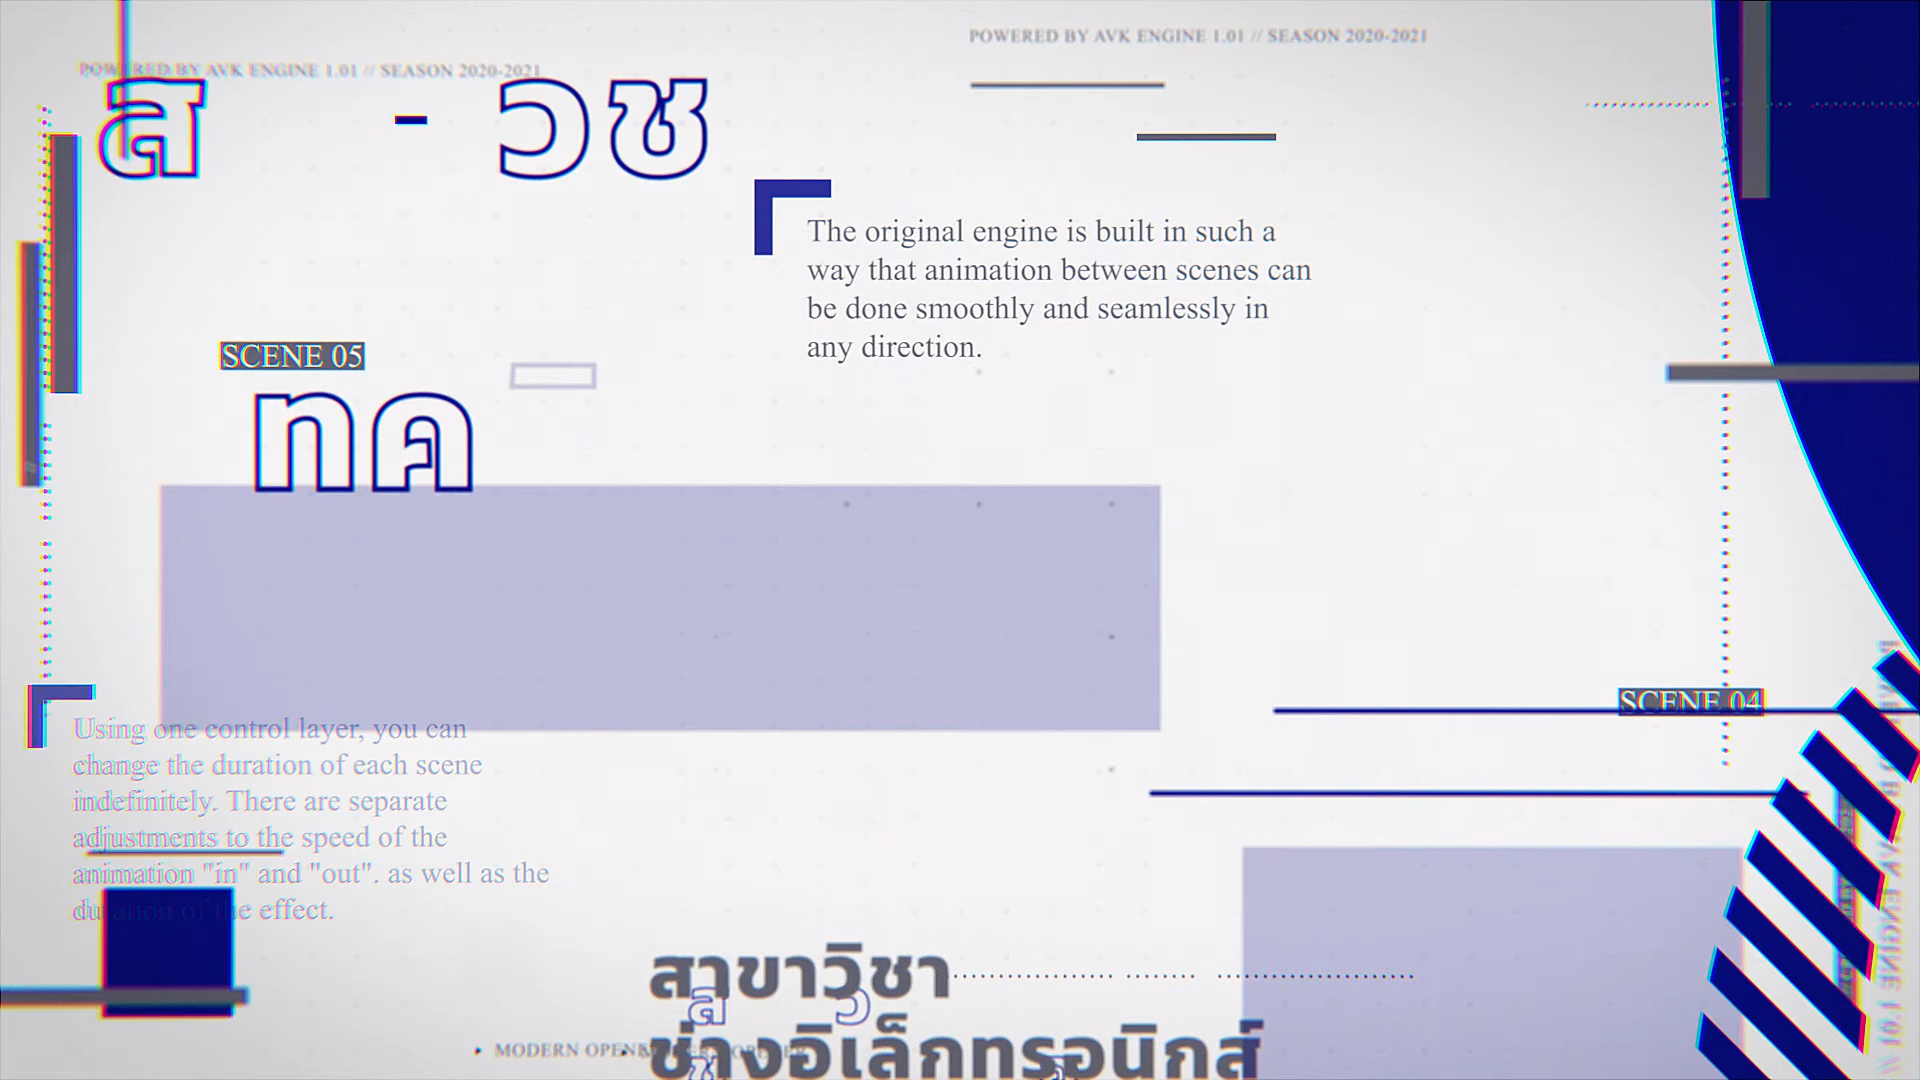 POWERED BY AVK ENGINE 1.01 // SEASON 2020-2021
POWERED BY AVK ENGINE 1.01 // SEASON 2020-2021
ส - วช
The original engine is built in such a
way that animation between scenes can
be done smoothly and seamlessly in
any direction.
SCENE 05
ทค
SCENE 04
Using one control layer, you can
change the duration of each scene
indefinitely. There are separate
adjustments to the speed of the
animation "in" and "out". as well as the
duration of the effect.
สาขาวิชา
ช่างอิเล็กทรอนิกส์
MODERN OPENER